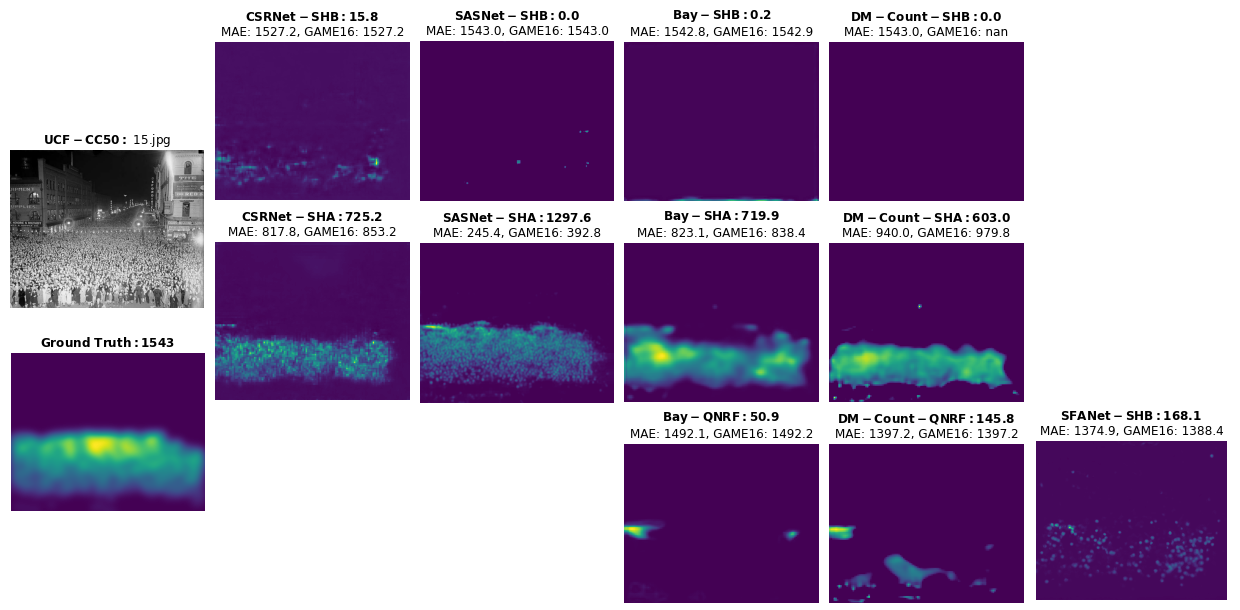 CSRNet−SHB: 15.8
MAE: 1527.2, GAME16: 1527.2
SASNet−SHB: 0.0
MAE: 1543.0, GAME16: 1543.0
Bay−SHB: 0.2
MAE: 1542.8, GAME16: 1542.9
DM−Count−SHB: 0.0
MAE: 1543.0, GAME16: nan
UCF−CC50: 15.jpg
CSRNet−SHA: 725.2
MAE: 817.8, GAME16: 853.2
SASNet−SHA: 1297.6
MAE: 245.4, GAME16: 392.8
Bay−SHA: 719.9
MAE: 823.1, GAME16: 838.4
DM−Count−SHA: 603.0
MAE: 940.0, GAME16: 979.8
Ground Truth: 1543
Bay−QNRF: 50.9
MAE: 1492.1, GAME16: 1492.2
DM−Count−QNRF: 145.8
MAE: 1397.2, GAME16: 1397.2
SFANet−SHB: 168.1
MAE: 1374.9, GAME16: 1388.4